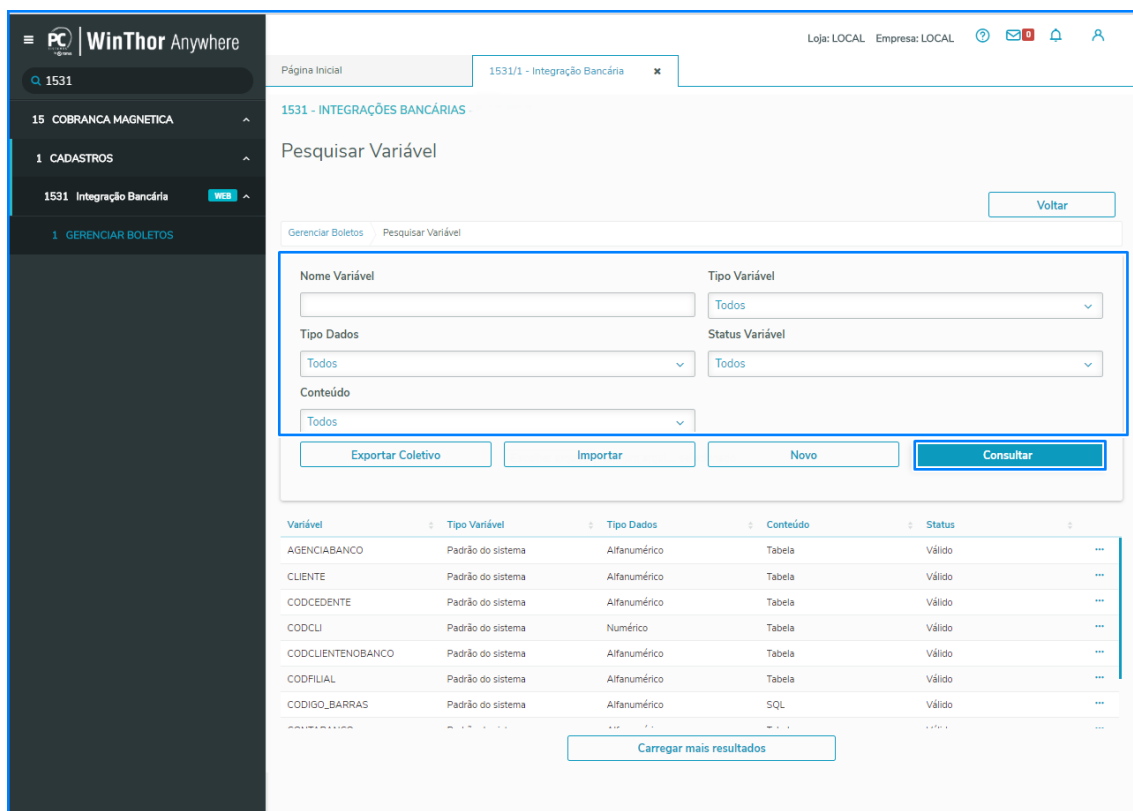 PC WinThor Anywhere
Loja: LOCAL Empresa: LOCAL 0
1531
Página Inicial
1531/1 - Integração Bancária ×
15 COBRANCA MAGNETICA
1 CADASTROS
1531 Integração Bancária WEB
1 GERENCIAR BOLETOS
1531 - INTEGRAÇÕES BANCÁRIAS
Pesquisar Variável
Voltar
Gerenciar Boletos Pesquisar Variável
Nome Variável Tipo Variável
Todos
Tipo Dados Status Variável
Todos Todos
Conteúdo
Todos
Exportar Coletivo Importar Novo Consultar
Variável Tipo Variável Tipo Dados Conteúdo Status
AGENCIABANCO Padrão do sistema Alfanumérico Tabela Válido ...
CLIENTE Padrão do sistema Alfanumérico Tabela Válido ...
CODCEDENTE Padrão do sistema Alfanumérico Tabela Válido ...
CODCLI Padrão do sistema Numérico Tabela Válido ...
CODCLIENTENOBANCO Padrão do sistema Alfanumérico Tabela Válido ...
CODFILIAL Padrão do sistema Alfanumérico Tabela Válido ...
CODIGO_BARRAS Padrão do sistema Alfanumérico SQL Válido ...
Carregar mais resultados